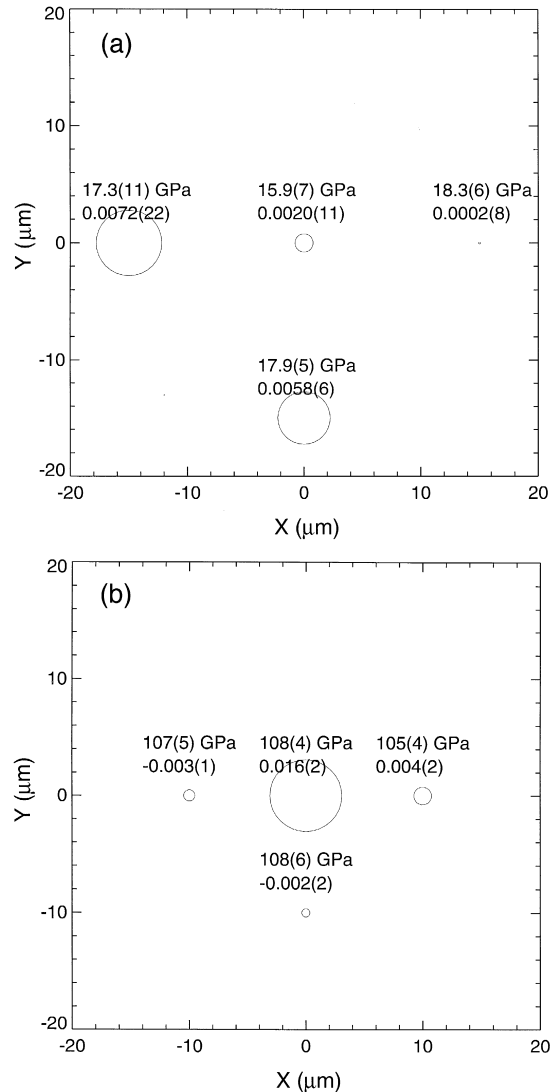 20
(a)
10
17.3(11) GPa 15.9(7) GPa 18.3(6) GPa
0.0072(22) 0.0020(11) 0.0002(8)
0
Y (μm)
17.9(5) GPa
0.0058(6)
-10
-20
-20 -10 0 10 20
X (μm)
20
(b)
10
107(5) GPa 108(4) GPa 105(4) GPa
-0.003(1) 0.016(2) 0.004(2)
0
Y (μm)
108(6) GPa
-0.002(2)
-10
-20
-20 -10 0 10 20
X (μm)